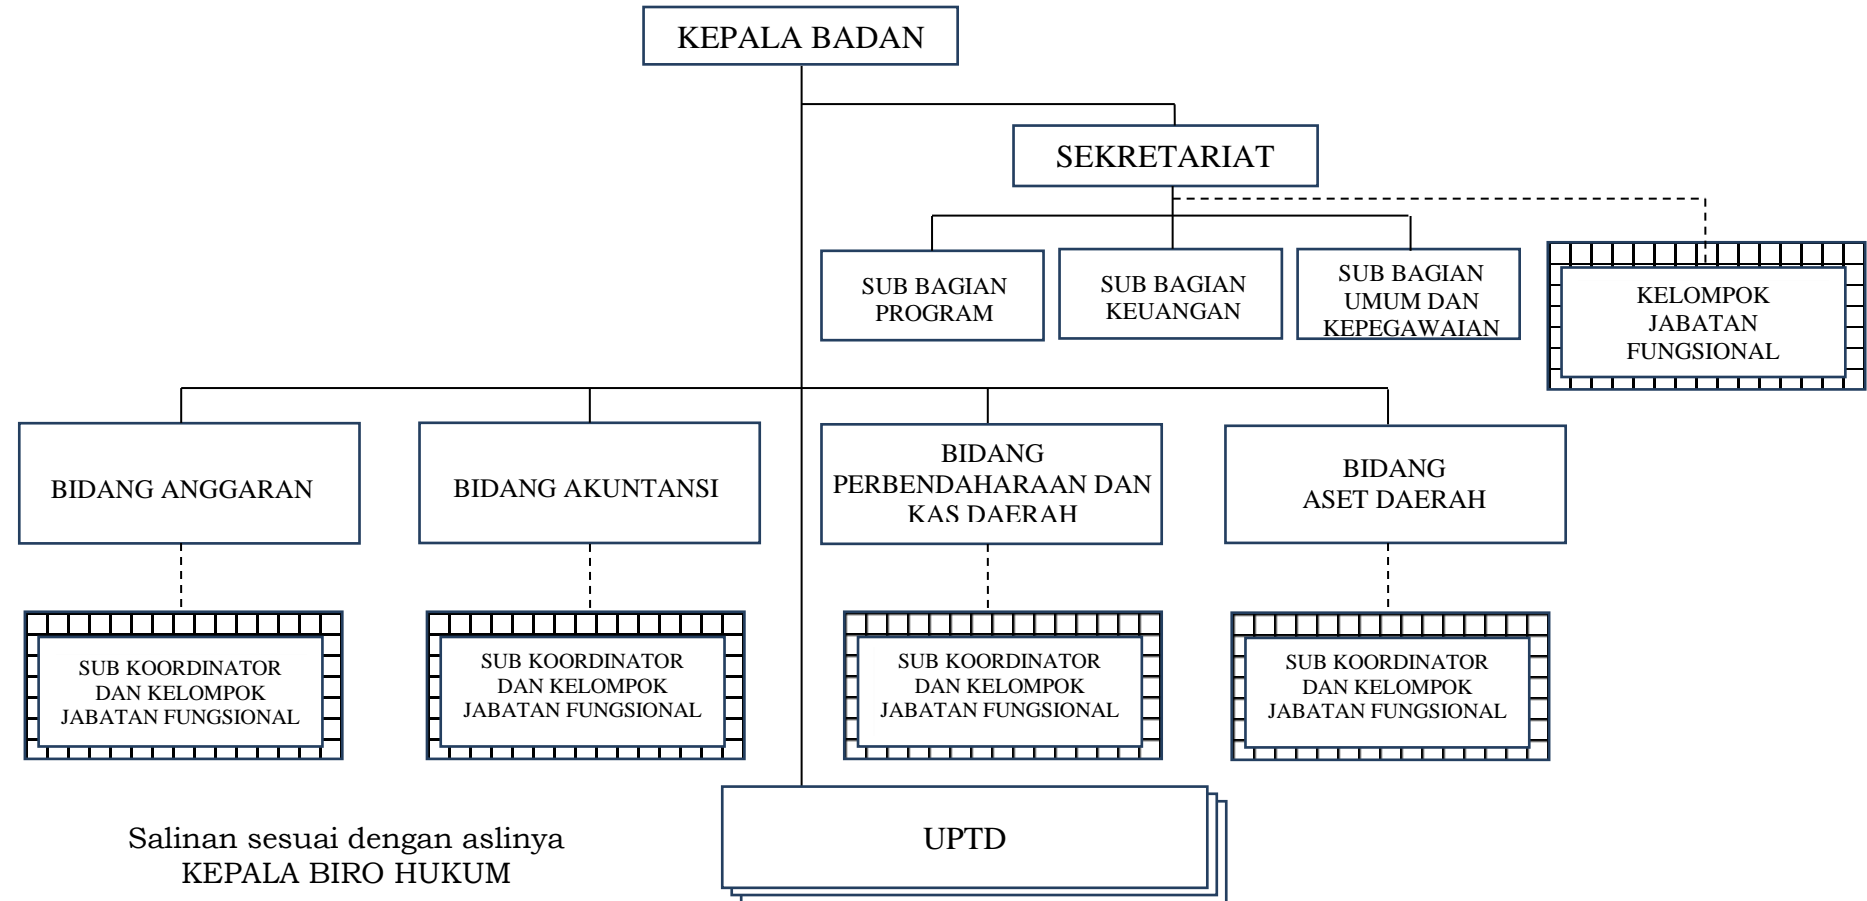 KEPALA BADAN
SEKRETARIAT
SUB BAGIAN
PROGRAM
SUB BAGIAN
KEUANGAN
SUB BAGIAN
UMUM DAN
KEPEGAWAIAN
KELOMPOK
JABATAN
FUNGSIONAL
BIDANG ANGGARAN
BIDANG AKUNTANSI
BIDANG
PERBENDAHARAAN DAN
KAS DAERAH
BIDANG
ASET DAERAH
SUB KOORDINATOR
DAN KELOMPOK
JABATAN FUNGSIONAL
SUB KOORDINATOR
DAN KELOMPOK
JABATAN FUNGSIONAL
SUB KOORDINATOR
DAN KELOMPOK
JABATAN FUNGSIONAL
SUB KOORDINATOR
DAN KELOMPOK
JABATAN FUNGSIONAL
UPTD
Salinan sesuai dengan aslinya
KEPALA BIRO HUKUM